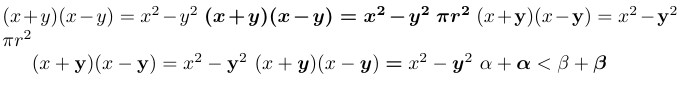 (x+y)(x−y) = x²−y² (x+y)(x−y) = x²−y² πr² (x+y)(x−y) = x²−y²
πr²
(x + y)(x − y) = x² − y² (x + y)(x − y) = x² − y² α + α < β + β